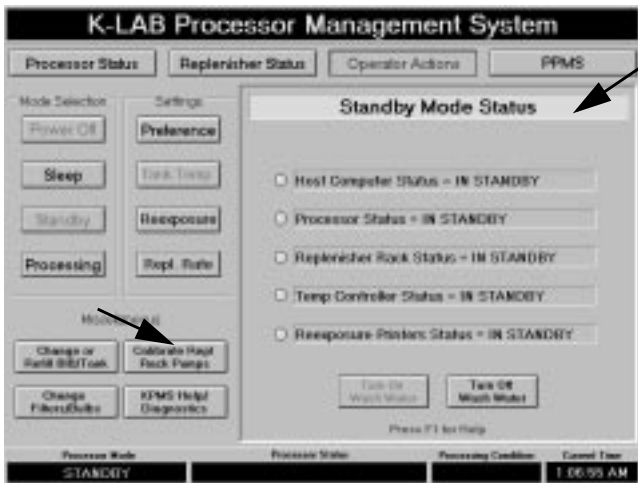 K-LAB Processor Management System
Processor Status
Replenisher Status
Operator Actions
PPMS
Mode Selection
Settings
Power Off
Preference
Sleep
Tank Temp
Standby
Reexposure
Processing
Repl. Rate
Change or
Refill BIB/Tank
Calibrate Repl
Rack Pumps
Change
Filters/Bulbs
KPMS Help/
Diagnostics
Standby Mode Status
Host Computer Status = IN STANDBY
Processor Status = IN STANDBY
Replenisher Rack Status = IN STANDBY
Temp Controller Status = IN STANDBY
Reexposure Printers Status = IN STANDBY
Turn On
Wash Water
Turn Off
Wash Water
Press F1 for Help
Processor Mode
Processor Status
Processing Condition
Current Time
STANDBY
1:06:55 AM